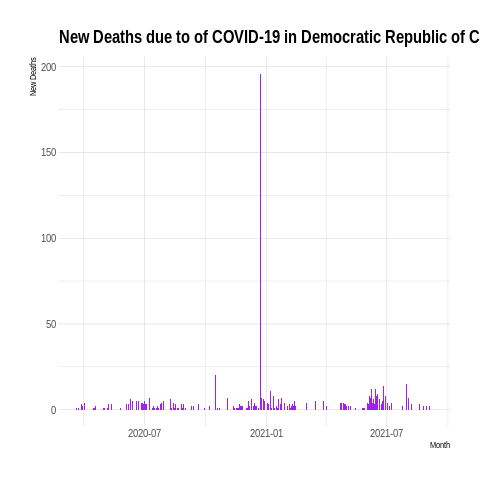 New Deaths due to of COVID-19 in Democratic Republic of C
New Deaths
200
150
100
50
0
2020-07
2021-01
2021-07
Month